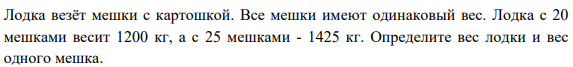 Лодка везёт мешки с картошкой. Все мешки имеют одинаковый вес. Лодка с 20
мешками весит 1200 кг, а с 25 мешками - 1425 кг. Определите вес лодки и вес
одного мешка.